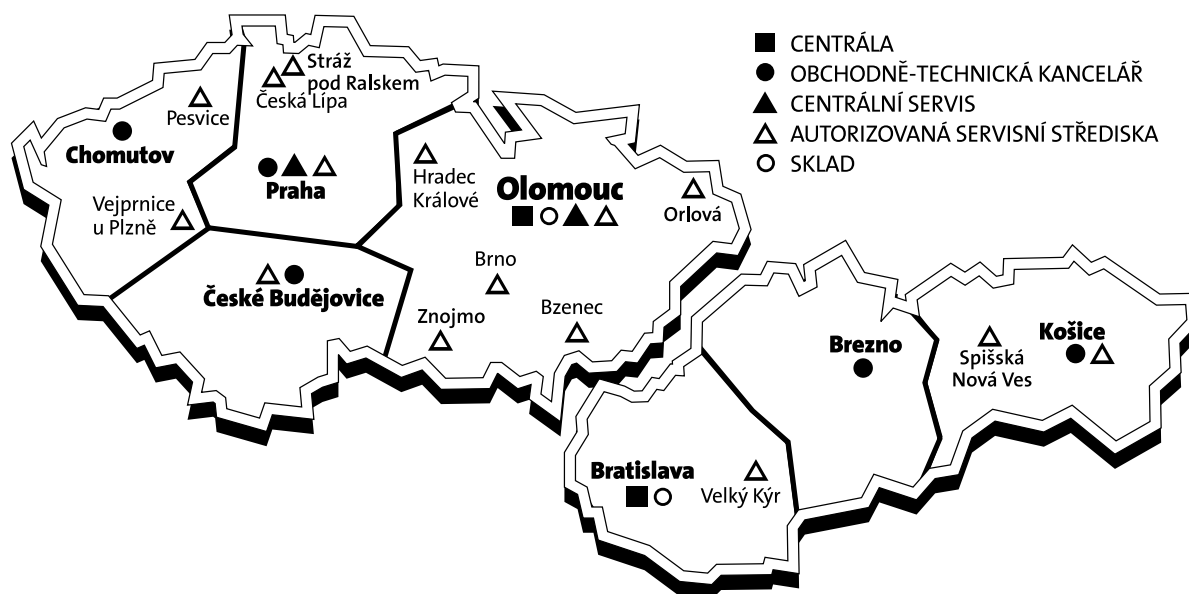 CENTRÁLA
OBCHODNĚ-TECHNICKÁ KANCELÁŘ
CENTRÁLNÍ SERVIS
AUTORIZOVANÁ SERVISNÍ STŘEDISKA
SKLAD
Stráž
pod Ralskem
Česká Lípa
Pesvice
Chomutov
Praha
Hradec
Králové
Olomouc
Orlová
Vejprnice
u Plzně
České Budějovice
Brno
Znojmo
Bzenec
Brezno
Košice
Spišská
Nová Ves
Bratislava
Velký Kýr